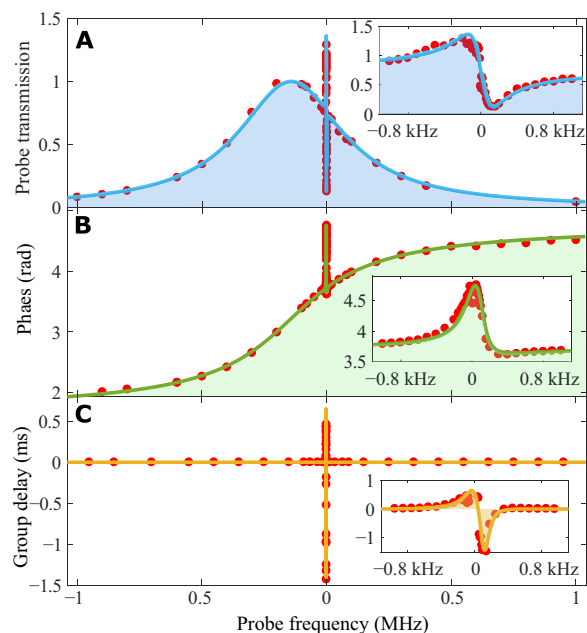 A
Probe transmission
1.5
1
0.5
0
1.5
1
0.5
0
−0.8 kHz
0
0.8 kHz
B
Phaes (rad)
4
3
2
4.5
4
3.5
−0.8 kHz
0
0.8 kHz
C
Group delay (ms)
0.5
0
−0.5
−1
−1.5
1
0
−1
−0.8 kHz
0
0.8 kHz
−1
0.5
0
0.5
1
Probe frequency (MHz)